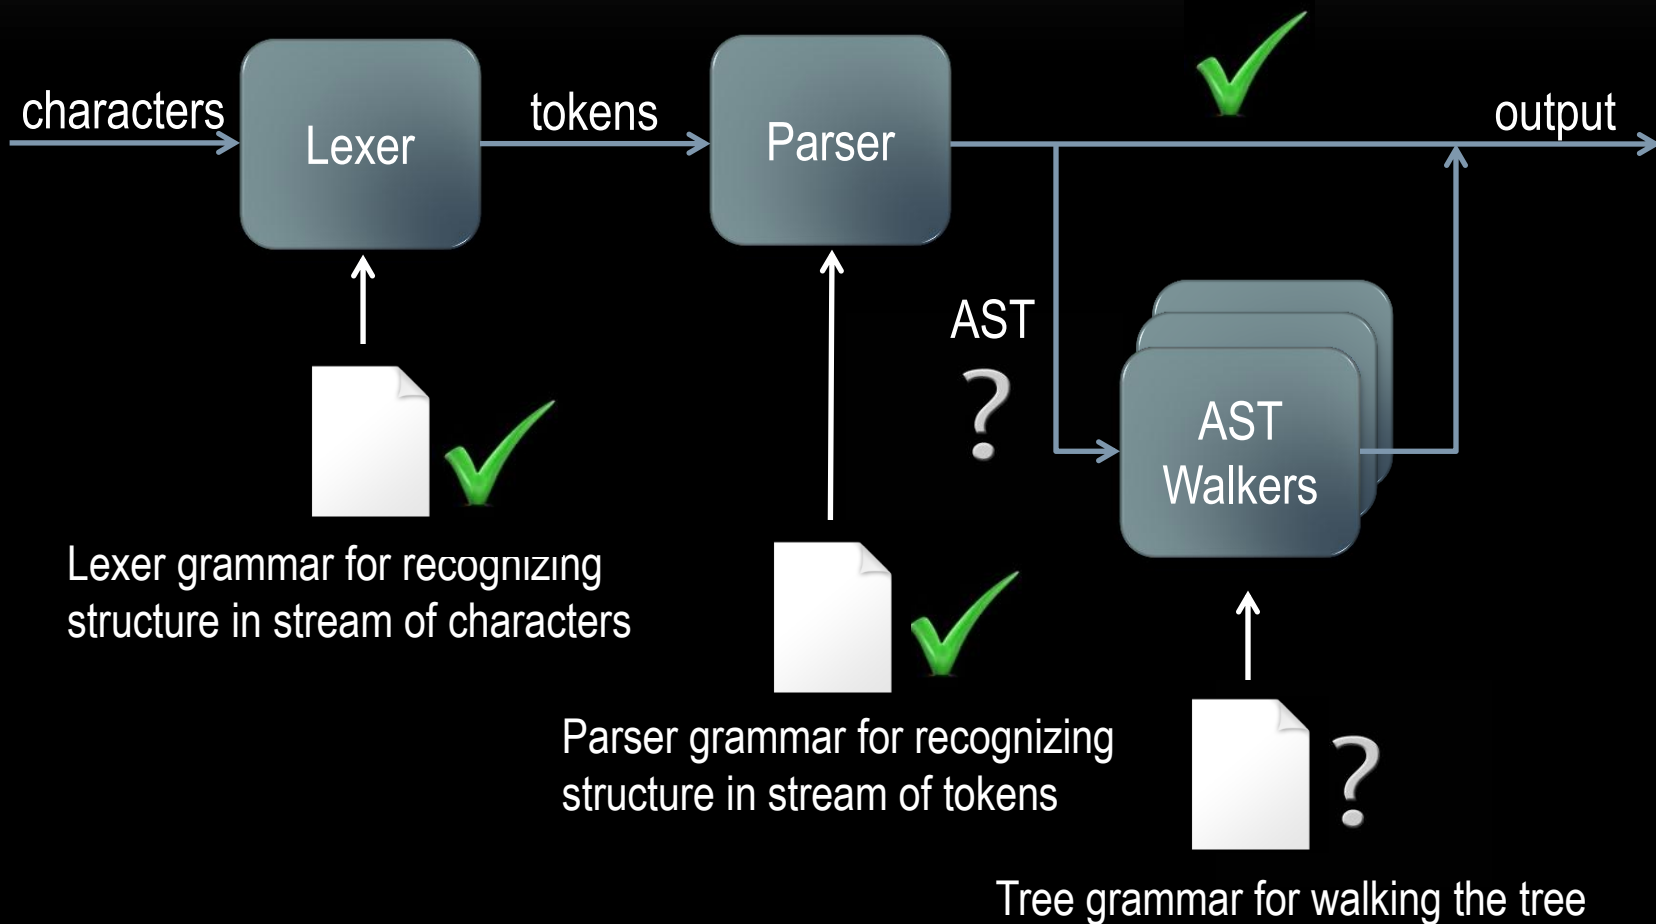 characters
Lexer
tokens
Parser
output
AST
?
AST
Walkers
Lexer grammar for recognizing
structure in stream of characters
Parser grammar for recognizing
structure in stream of tokens
?
Tree grammar for walking the tree